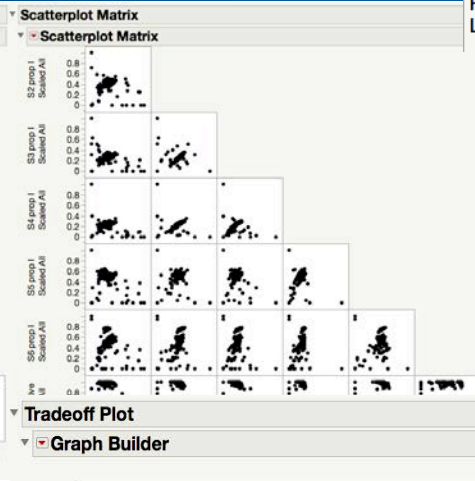 Scatterplot Matrix
Scatterplot Matrix
S2 prop I
Scaled All
0.8
0.6
0.4
0.2
0
S3 prop I
Scaled All
0.8
0.6
0.4
0.2
0
S4 prop I
Scaled All
0.8
0.6
0.4
0.2
0
S5 prop I
Scaled All
0.8
0.6
0.4
0.2
0
S6 prop I
Scaled All
0.8
0.6
0.4
0.2
0
0.8
Tradeoff Plot
Graph Builder